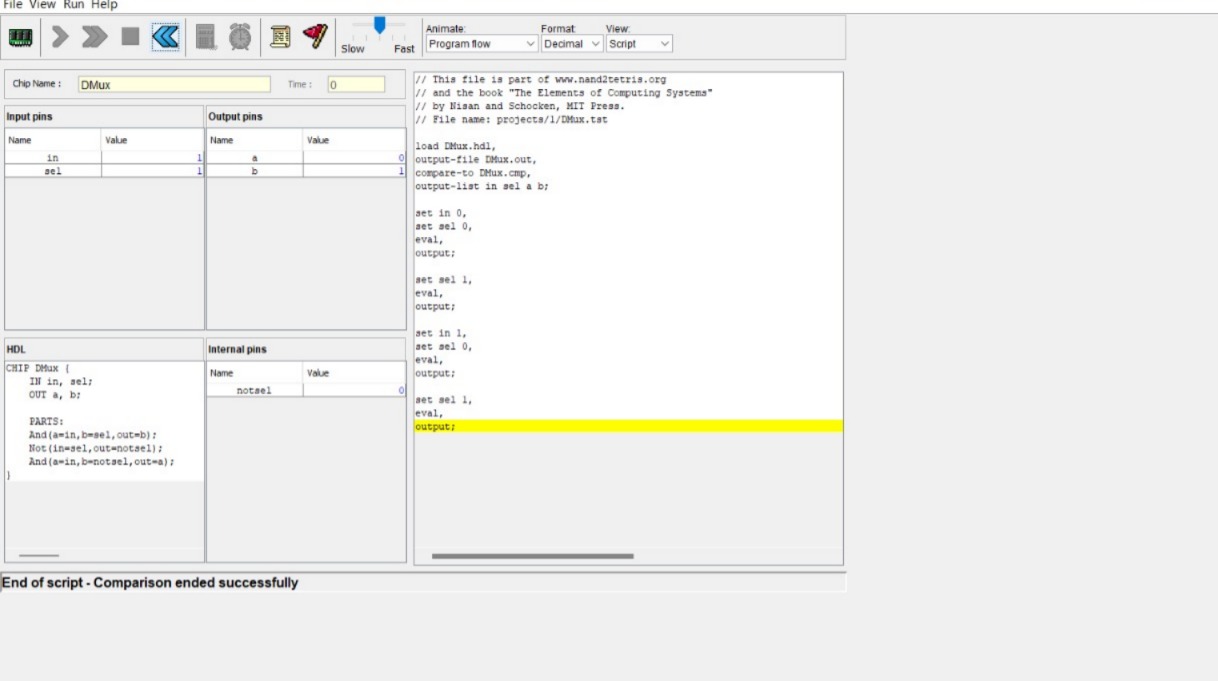 File View Run Help
Animate: Format: View:
Slow Fast Program flow Decimal Script
Chip Name : DMux Time : 0
Input pins Output pins
Name Value Name Value
in 1 a 0
sel 1 b 1
HDL Internal pins
CHIP DMux {
IN in, sel;
OUT a, b;
PARTS:
And(a=in,b=sel,out=b);
Not(in=sel,out=notsel);
And(a=in,b=notsel,out=a);
}
Name Value
notsel 0
// This file is part of www.nand2tetris.org
// and the book "The Elements of Computing Systems"
// by Nisan and Schocken, MIT Press.
// File name: projects/1/DMux.tst
load DMux.hdl,
output-file DMux.out,
compare-to DMux.cmp,
output-list in sel a b;
set in 0,
set sel 0,
eval,
output;
set sel 1,
eval,
output;
set in 1,
set sel 0,
eval,
output;
set sel 1,
eval,
output;
End of script - Comparison ended successfully